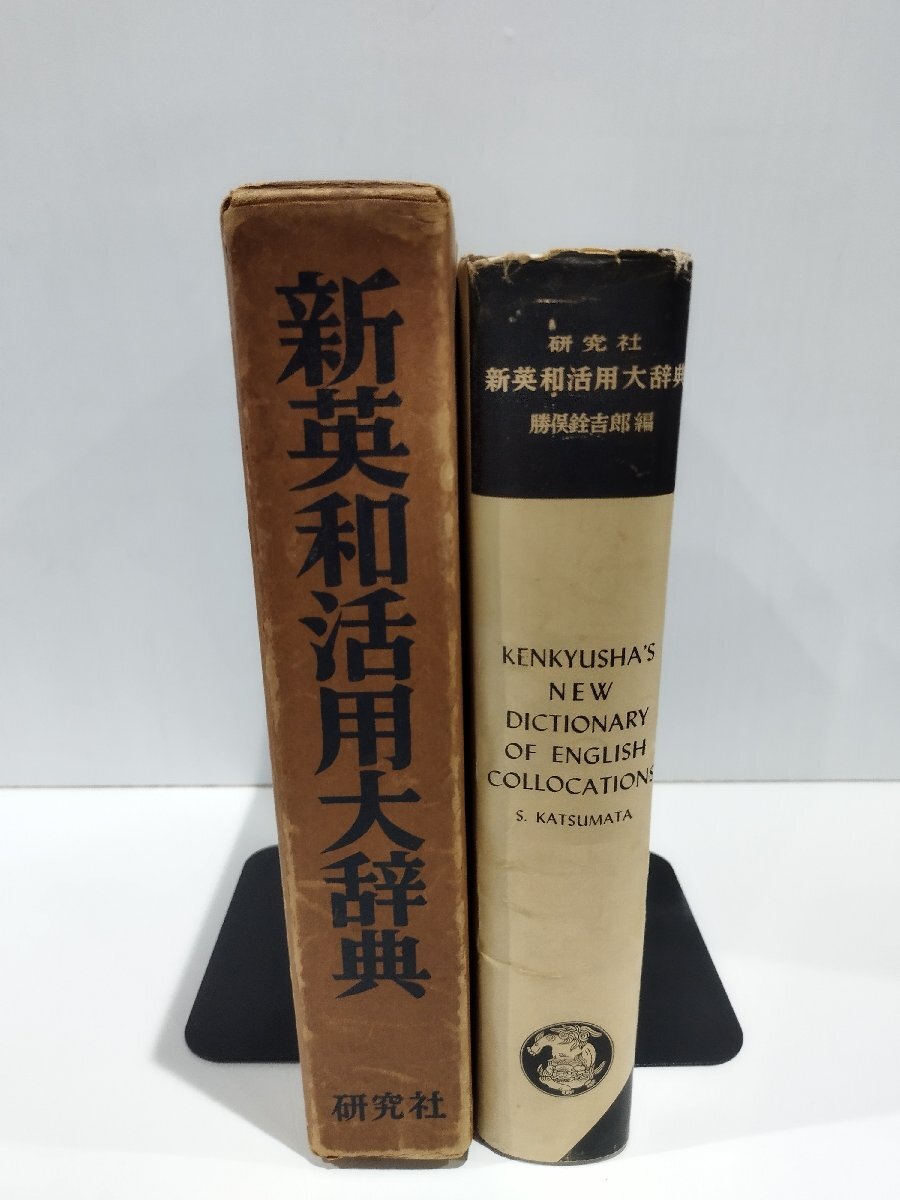 新英和活用大辞典
研究社
研究社
新英和活用大辞典
勝俣銓吉郎編
KENKYUSHA'S
NEW
DICTIONARY
OF ENGLISH
COLLOCATIONS
S. KATSUMATA